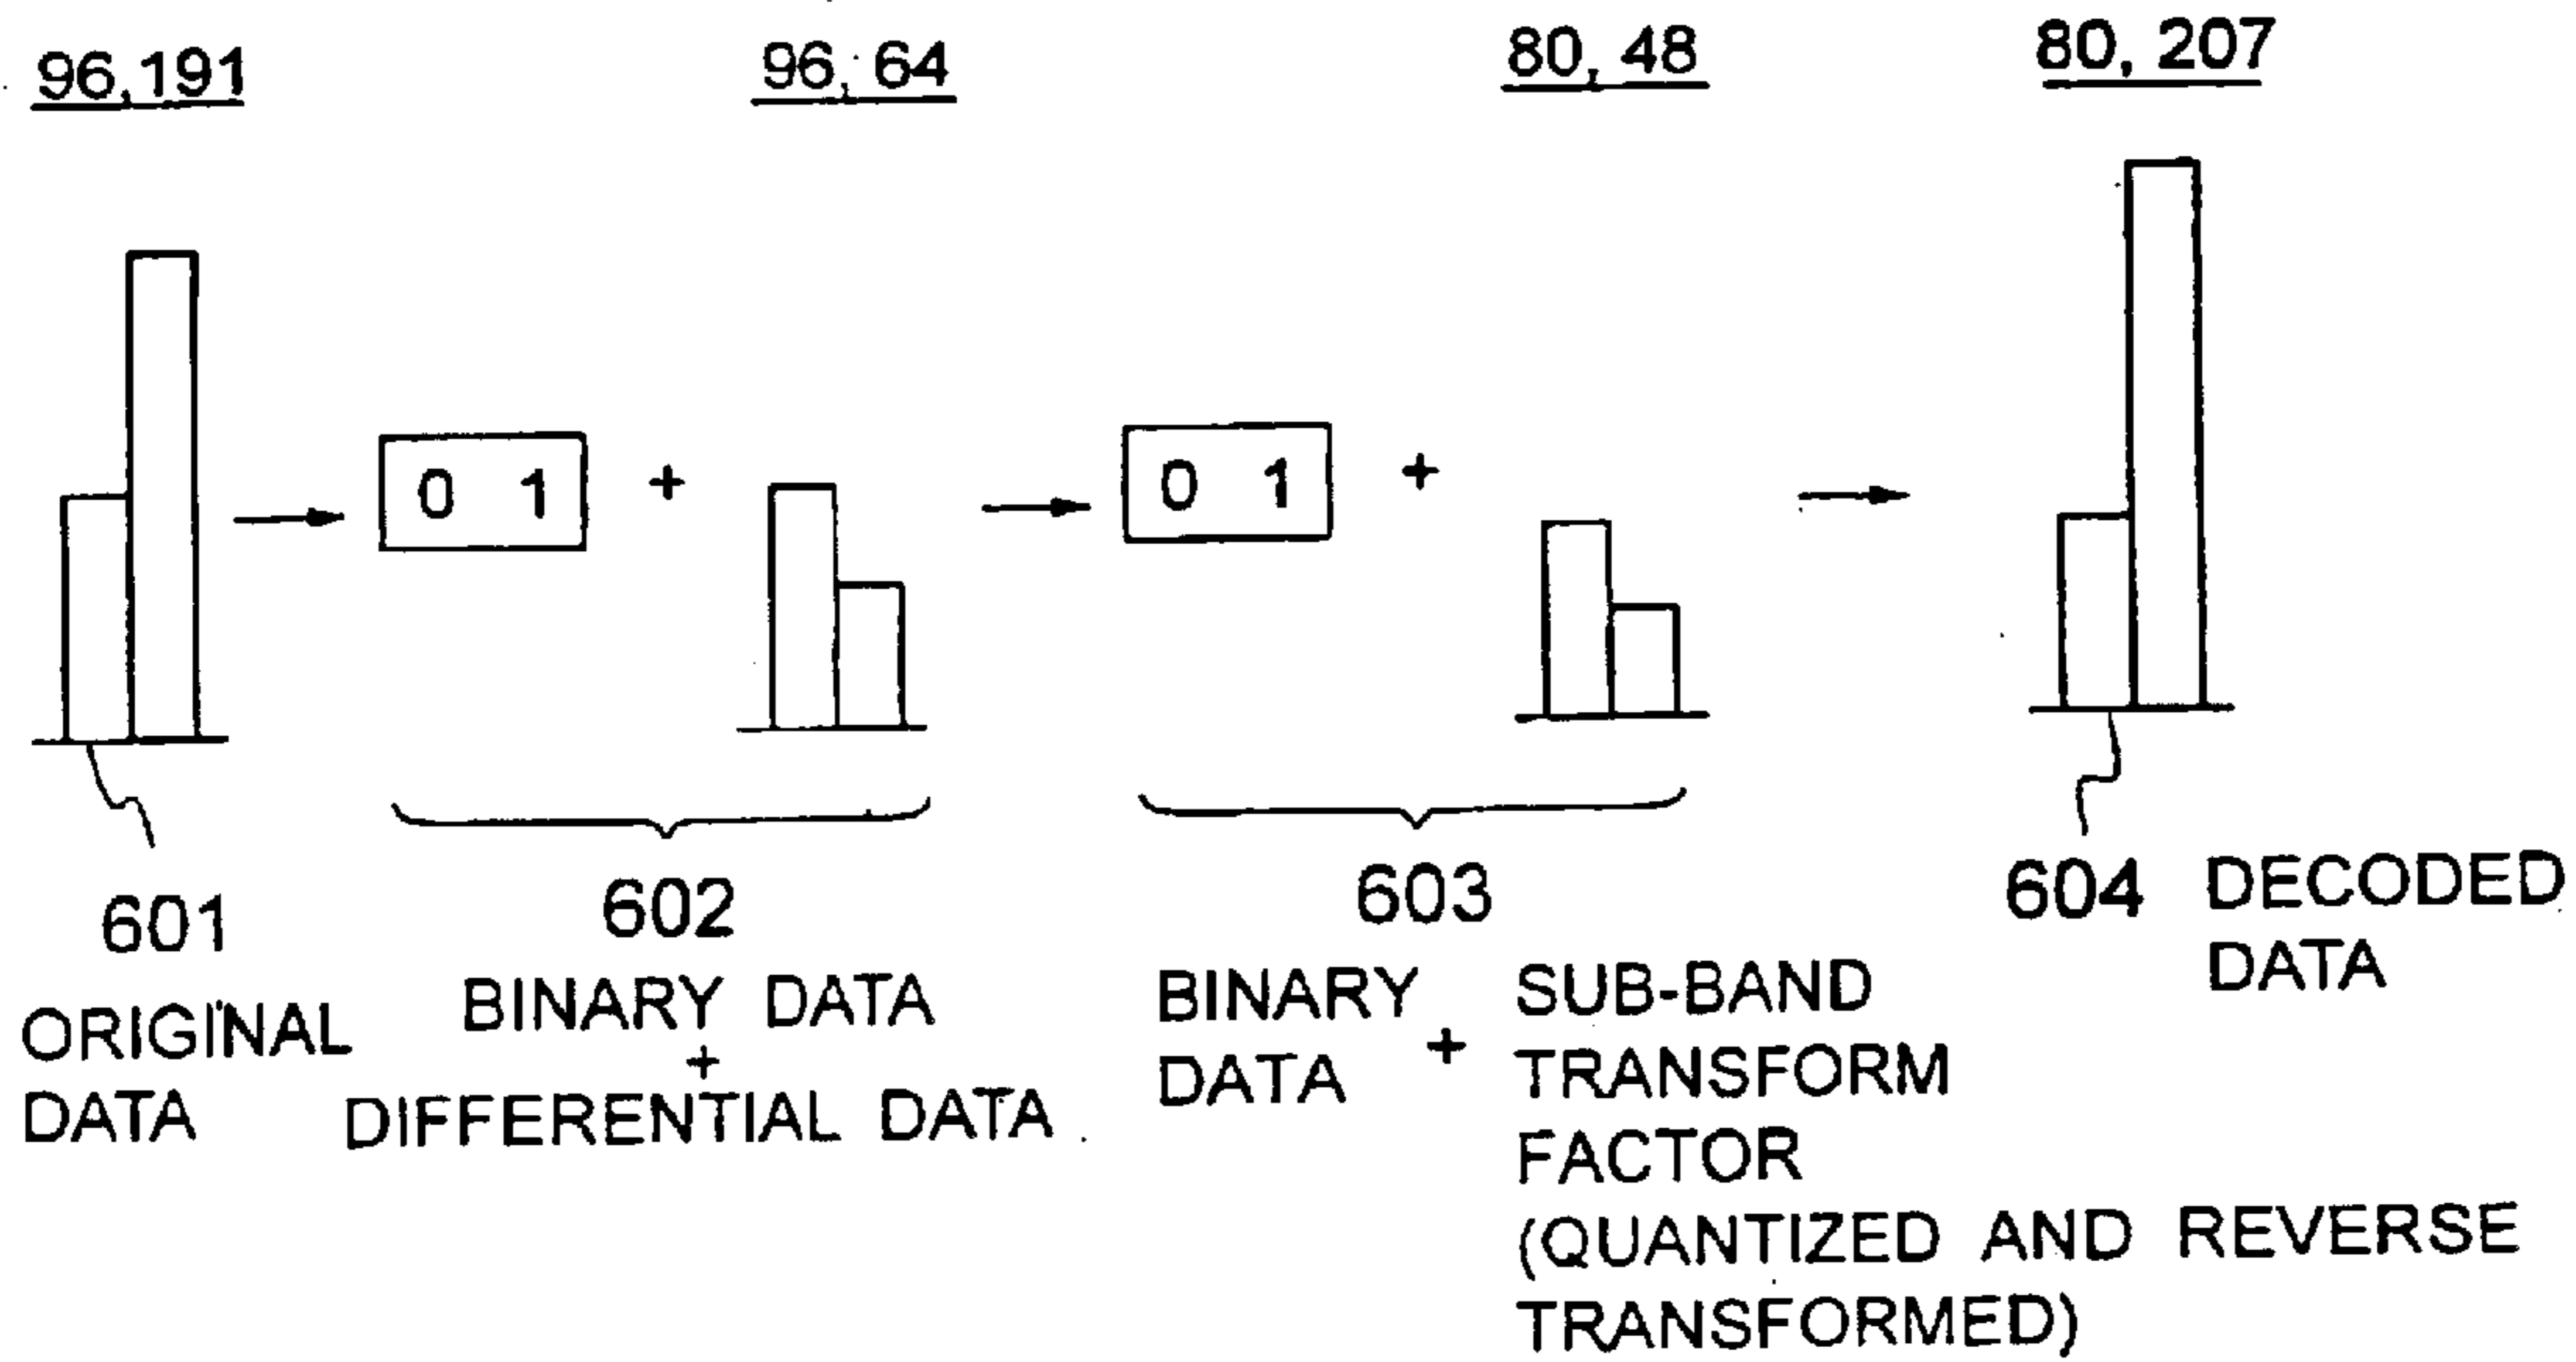 96,191
96, 64
80, 48
80, 207
0 1
+
0 1
+
601
ORIGINAL
DATA
602
BINARY DATA
+
DIFFERENTIAL DATA
603
BINARY
DATA
+
SUB-BAND
TRANSFORM
FACTOR
(QUANTIZED AND REVERSE
TRANSFORMED)
604 DECODED
DATA